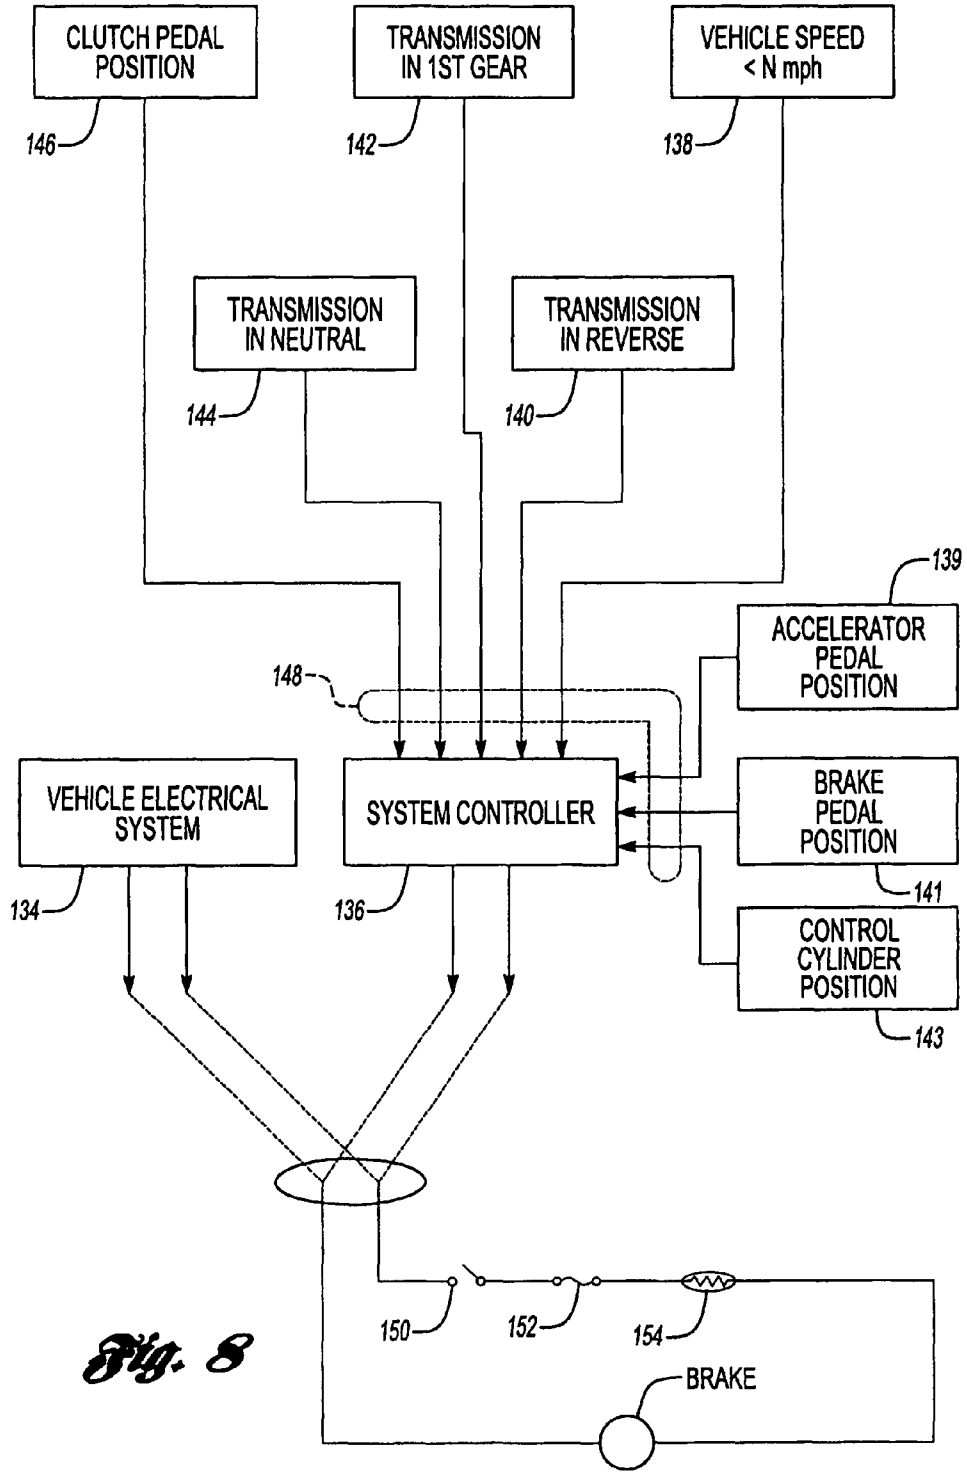 CLUTCH PEDAL
POSITION
TRANSMISSION
IN 1ST GEAR
VEHICLE SPEED
< N mph
146
142
138
TRANSMISSION
IN NEUTRAL
TRANSMISSION
IN REVERSE
144
140
139
ACCELERATOR
PEDAL
POSITION
148
VEHICLE ELECTRICAL
SYSTEM
SYSTEM CONTROLLER
BRAKE
PEDAL
POSITION
134
136
141
CONTROL
CYLINDER
POSITION
143
150
152
154
BRAKE
Fig. 8